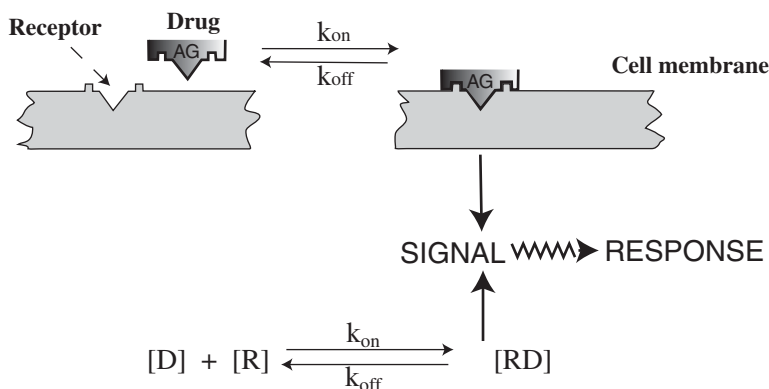 Receptor
Drug
AG
kon
koff
AG
Cell membrane
SIGNAL
RESPONSE
[D] + [R]
kon
koff
[RD]